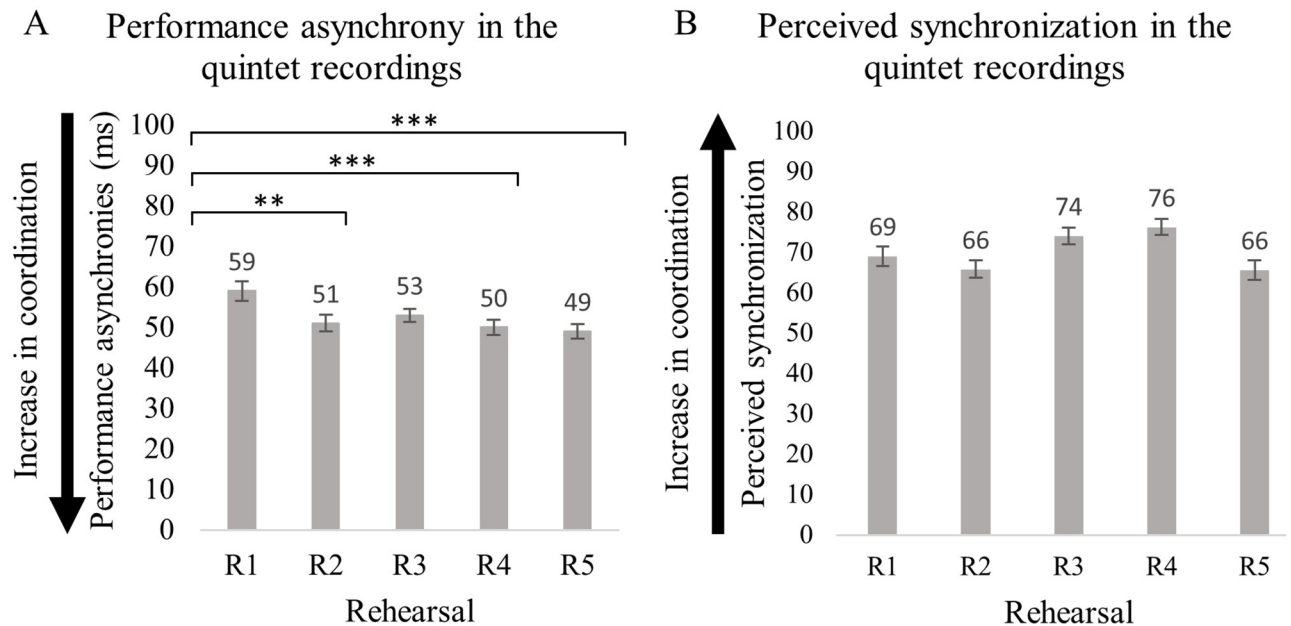 A
Performance asynchrony in the
quintet recordings
Increase in coordination
Performance asynchronies (ms)
100
90
80
70
60
50
40
30
20
10
0
***
***
**
59
51
53
50
49
R1 R2 R3 R4 R5
Rehearsal
B
Perceived synchronization in the
quintet recordings
Increase in coordination
Perceived synchronization
100
90
80
70
60
50
40
30
20
10
0
69
66
74
76
66
R1 R2 R3 R4 R5
Rehearsal